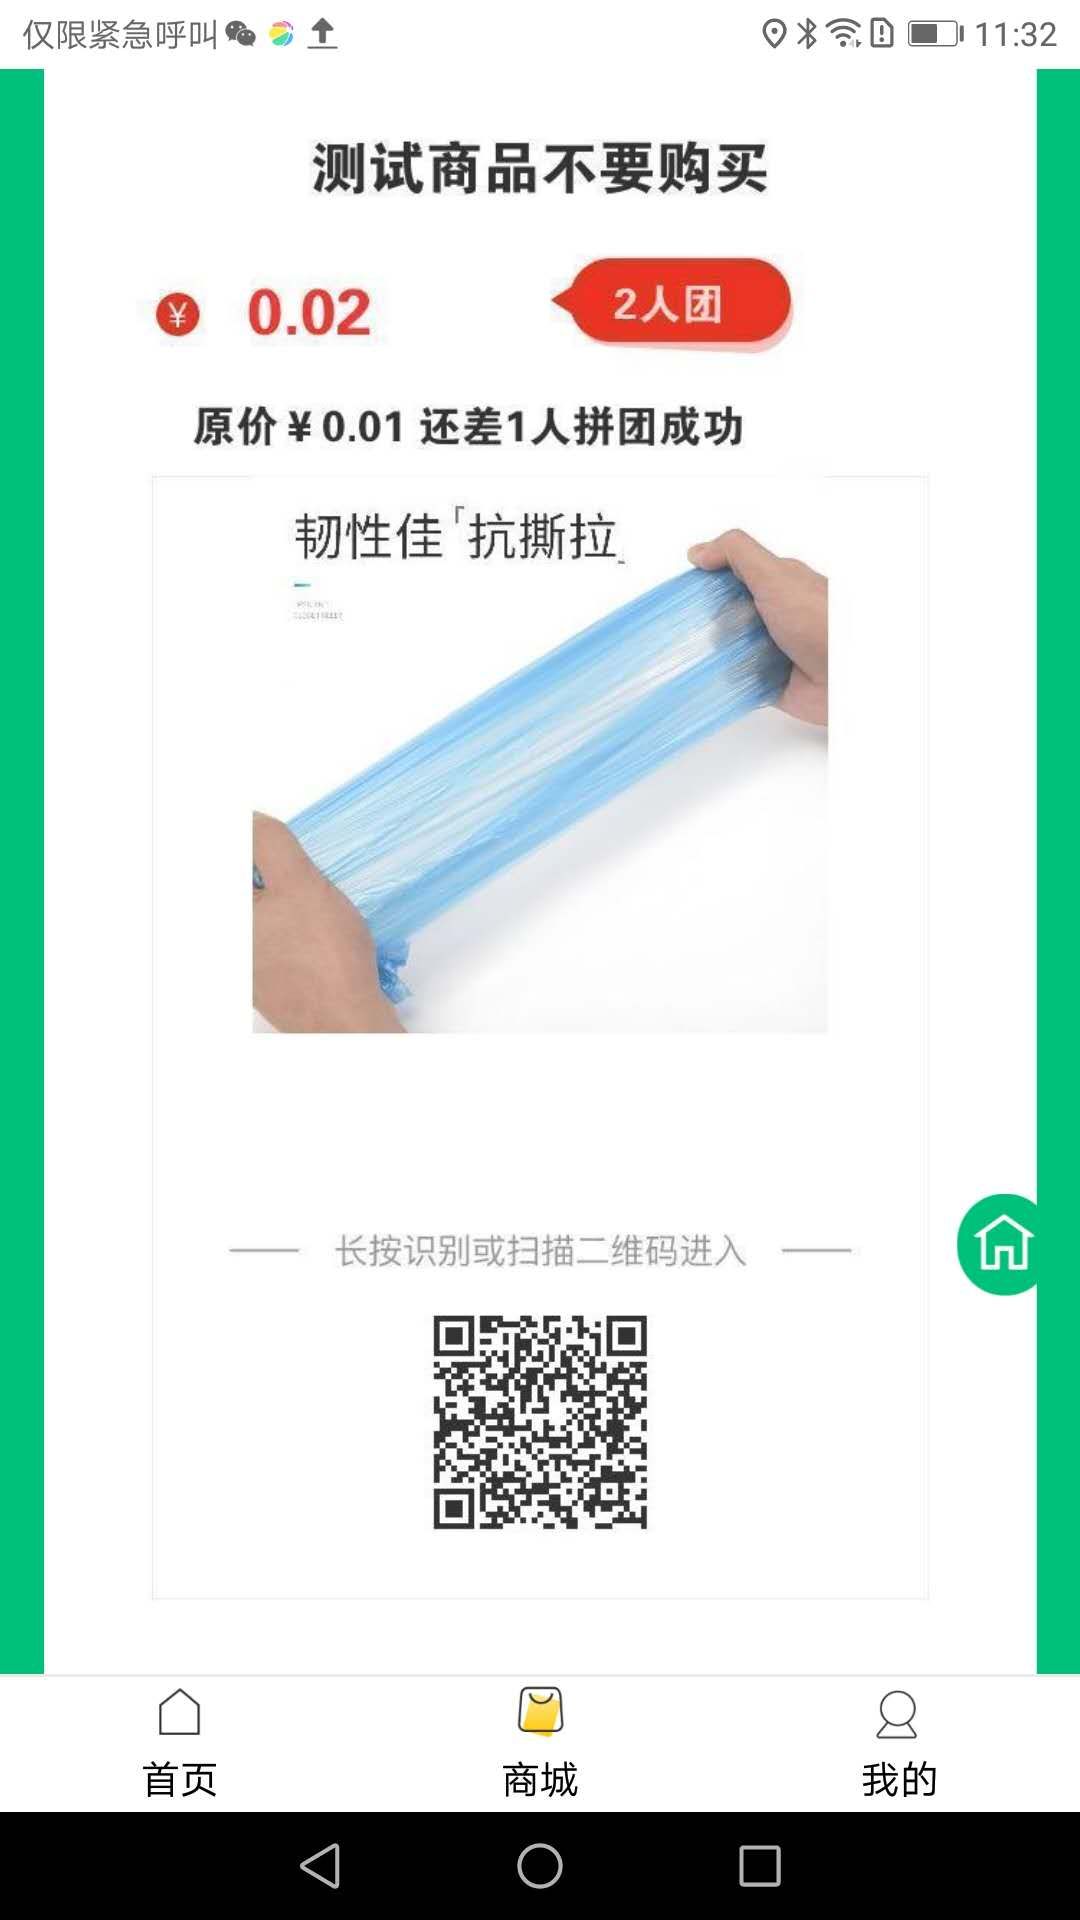 仅限紧急呼叫 11:32
测试商品不要购买
¥ 0.02 2人团
原价¥0.01 还差1人拼团成功
韧性佳「抗撕拉
长按识别或扫描二维码进入
首页 商城 我的